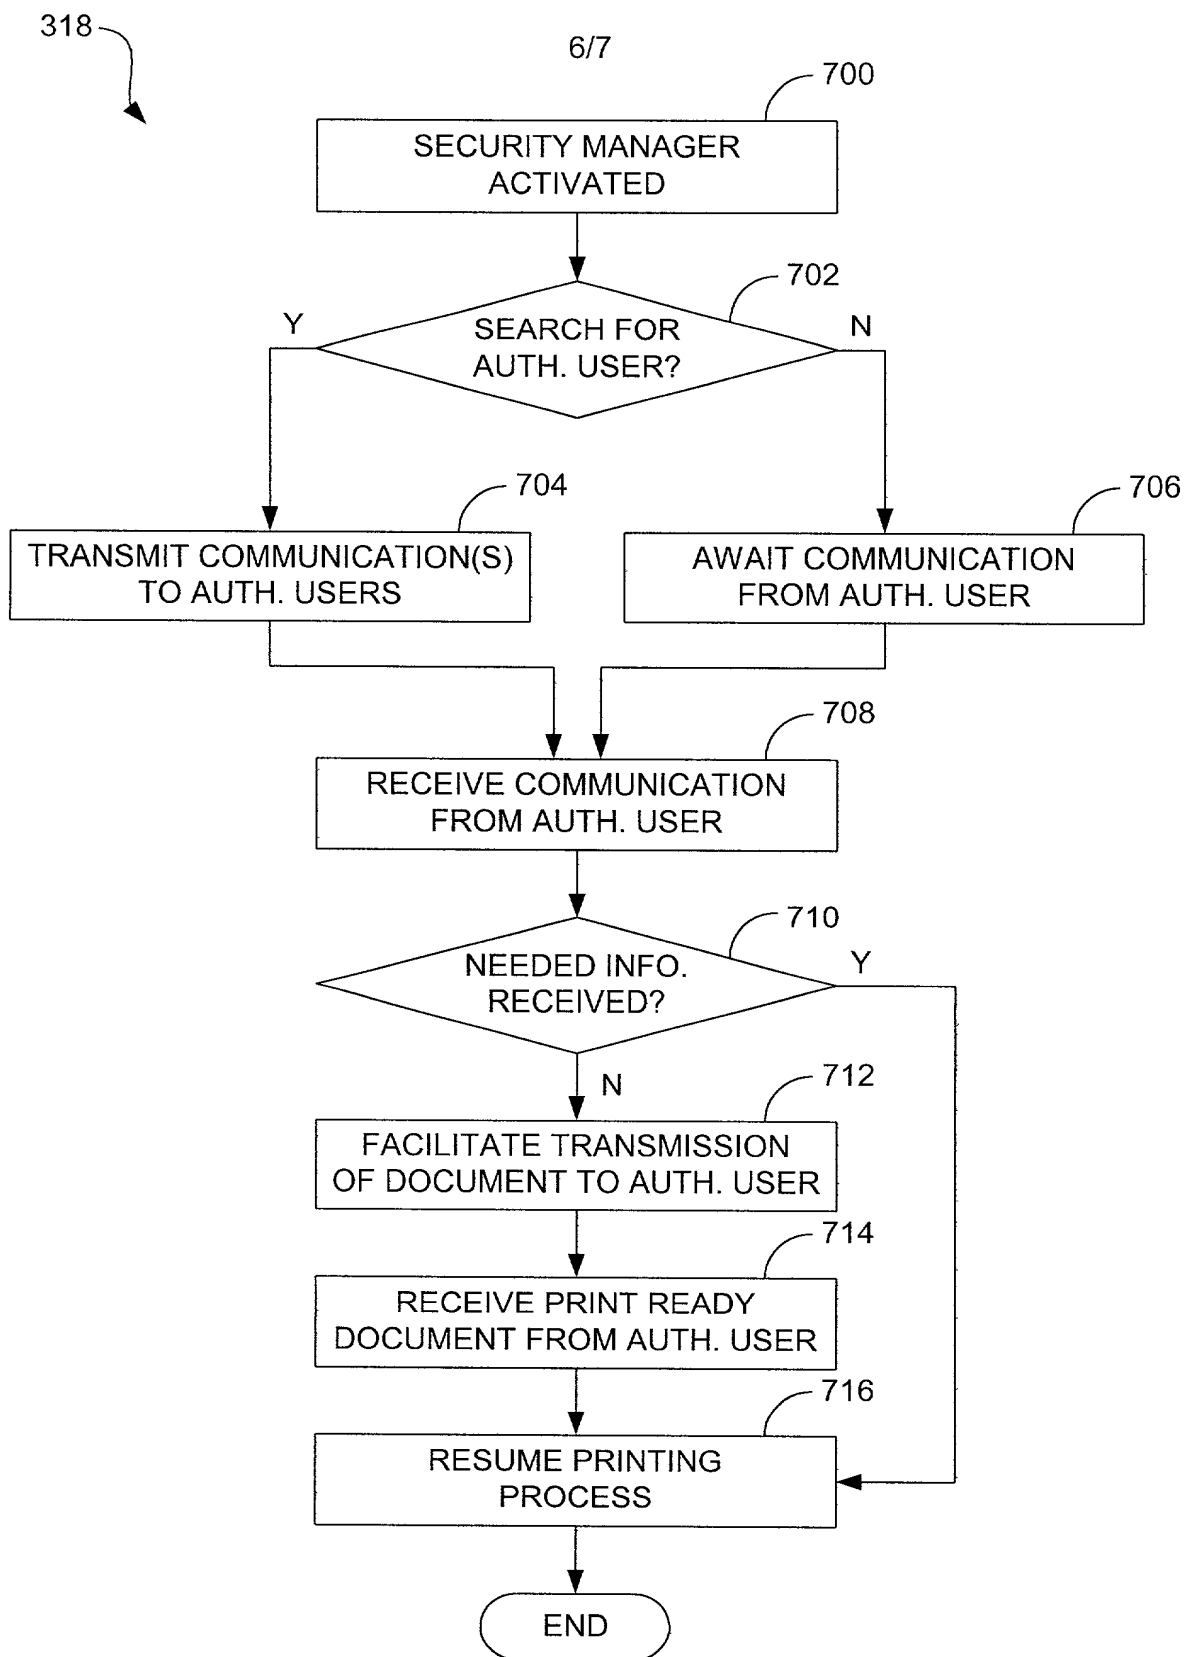 318
6/7
700
SECURITY MANAGER
ACTIVATED
702
Y
SEARCH FOR
AUTH. USER?
N
704
TRANSMIT COMMUNICATION(S)
TO AUTH. USERS
706
AWAIT COMMUNICATION
FROM AUTH. USER
708
RECEIVE COMMUNICATION
FROM AUTH. USER
710
NEEDED INFO.
RECEIVED?
Y
N
712
FACILITATE TRANSMISSION
OF DOCUMENT TO AUTH. USER
714
RECEIVE PRINT READY
DOCUMENT FROM AUTH. USER
716
RESUME PRINTING
PROCESS
END